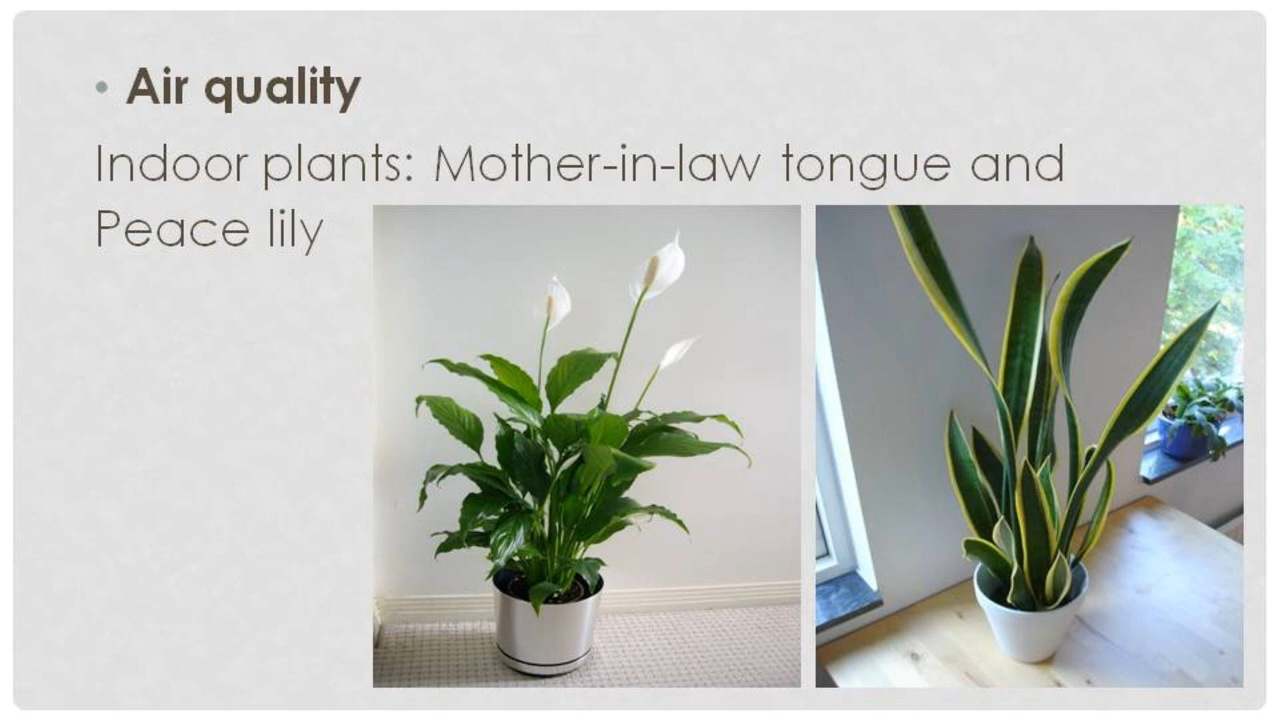 • Air quality
Indoor plants: Mother-in-law tongue and
Peace lily